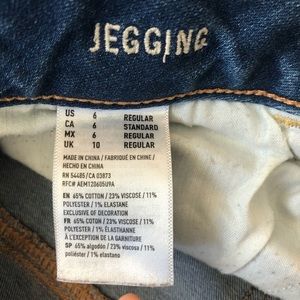 JEGGING
US 6 REGULAR
CA 6 STANDARD
MX 6 REGULAR
UK 10 REGULAR
MADE IN CHINA / FABRIQUE EN CHINE /
HECHO EN CHINA
RN 54485 / CA 03873
RFC# AEM120605U9A
EN: 65% COTTON / 23% VISCOSE / 11%
POLYESTER / 1% ELASTANE
EXCLUSIVE OF DECORATION
FR: 65% COTON / 23% VISCOSE / 11%
POLYESTER / 1% ÉLASTHANNE
À L'EXCEPTION DE LA GARNITURE
SP: 65% algodón / 23% viscosa / 11%
poliéster / 1% elastano